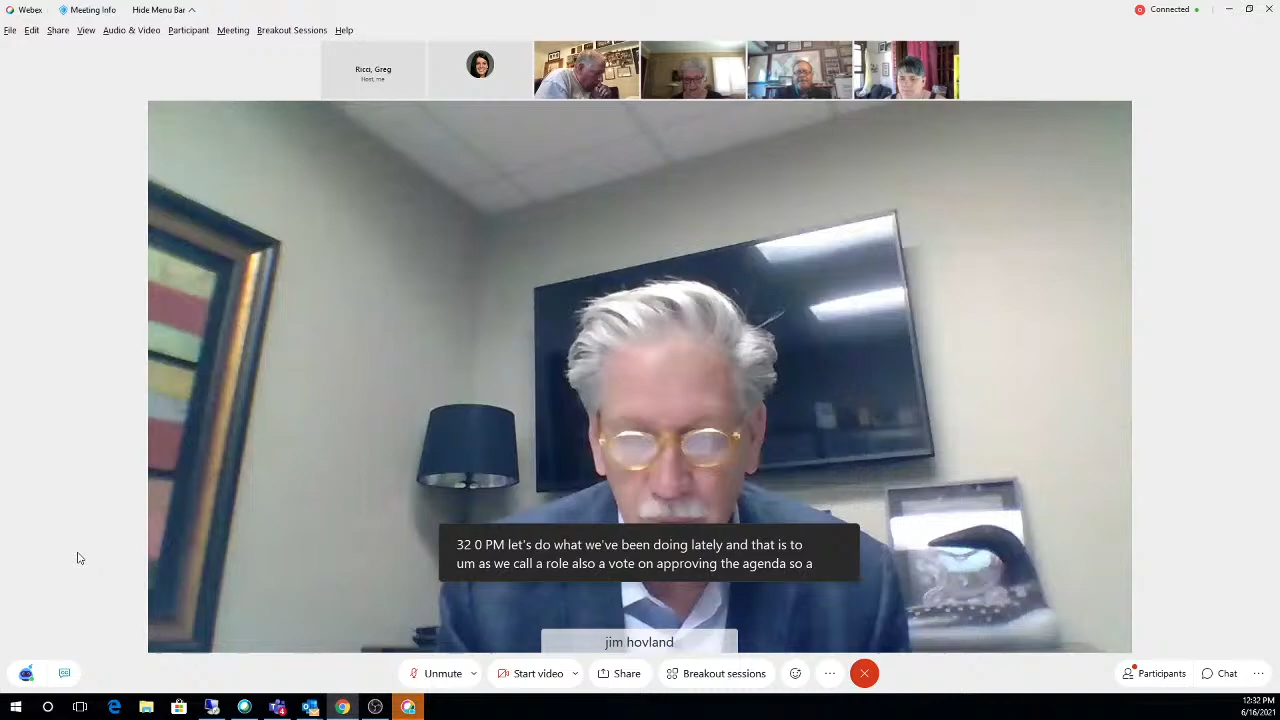 Webex Meeting Info Hide Menu Bar Connected
File Edit Share View Audio & Video Participant Meeting Breakout Sessions Help
Ricci, Greg
Host, me
32 0 PM let's do what we've been doing lately and that is to
um as we call a role also a vote on approving the agenda so a
jim hovland
Unmute Start video Share Breakout sessions Participants Chat
12:32 PM
6/16/2021